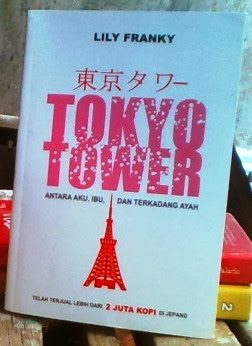 LILY FRANKY
東京タワー
TOKYO
TOWER
ANTARA AKU, IBU, DAN TERKADANG AYAH
TELAH TERJUAL LEBIH DARI 2 JUTA KOPI DI JEPANG
2